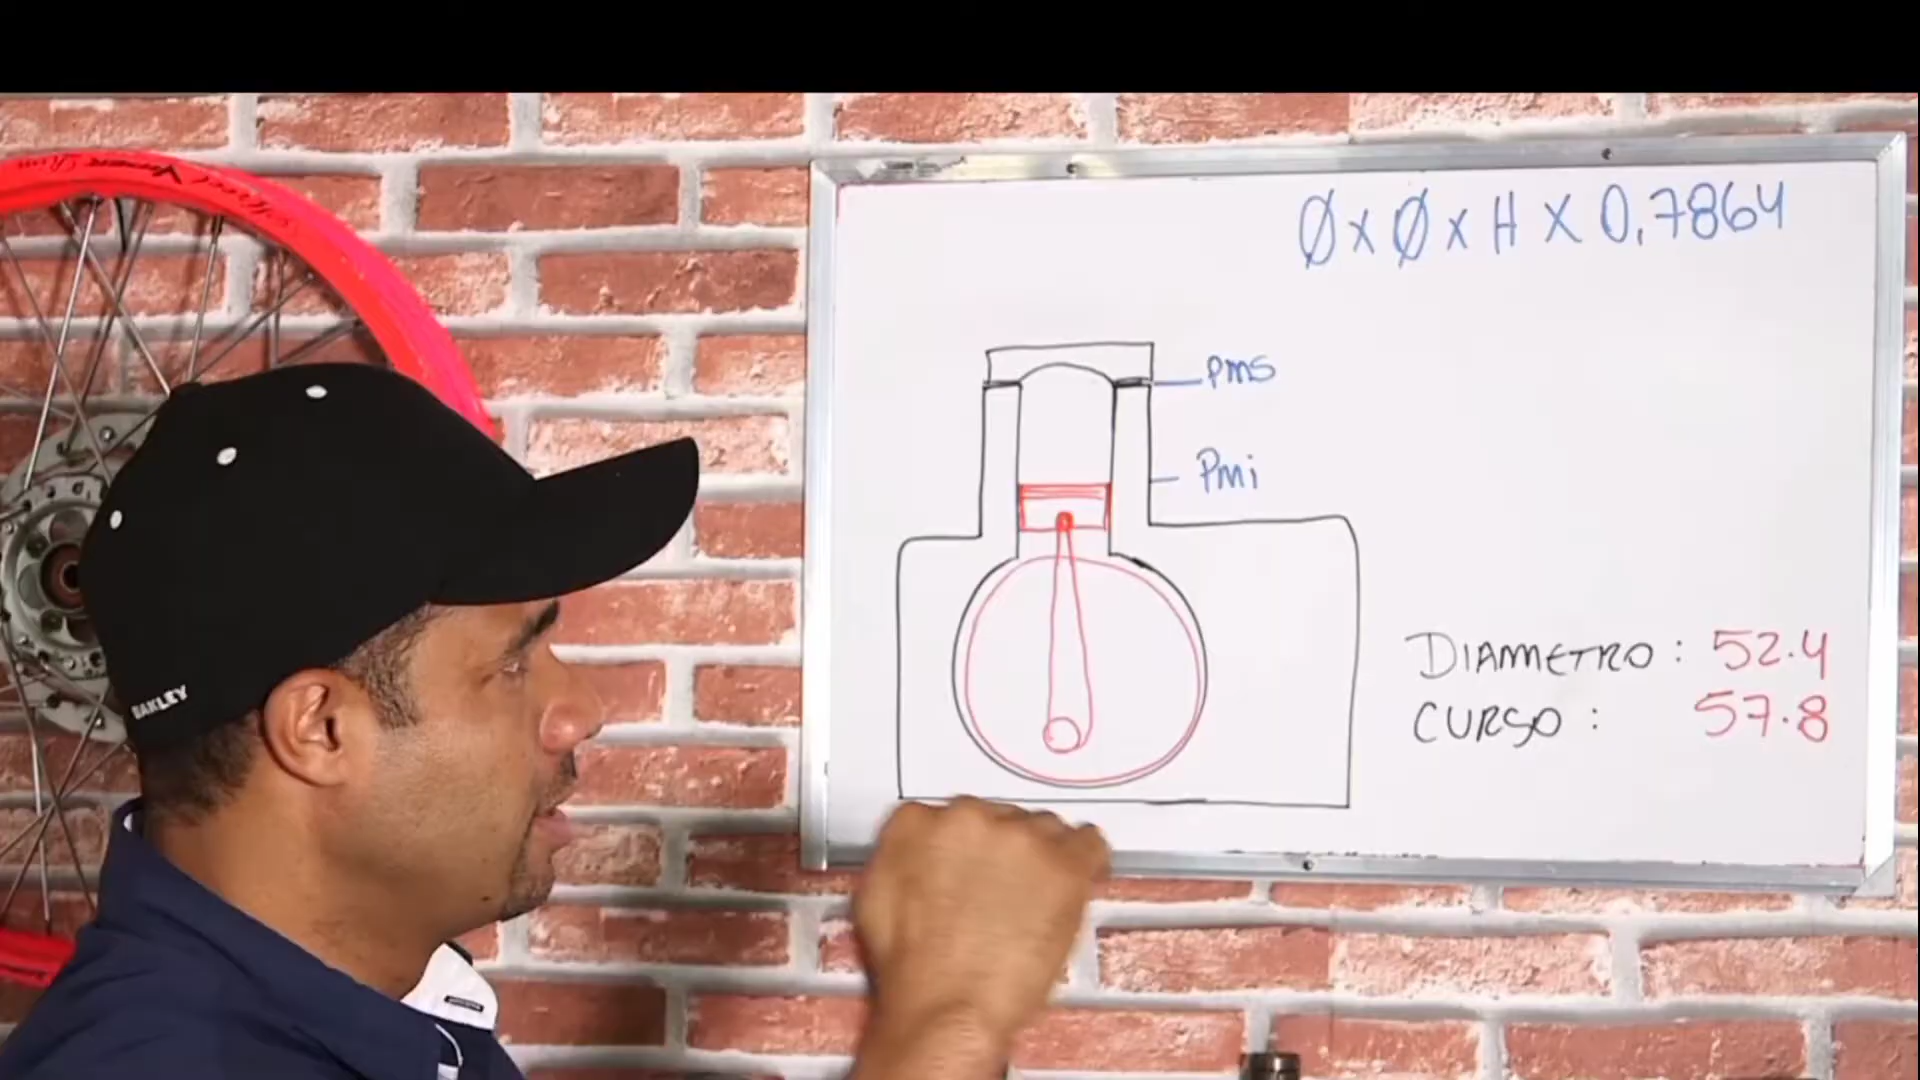 Ø x Ø x H x 0,7864
PMS
PMi
DIAMETRO: 52.4
CURSO: 57.8
OAKLEY